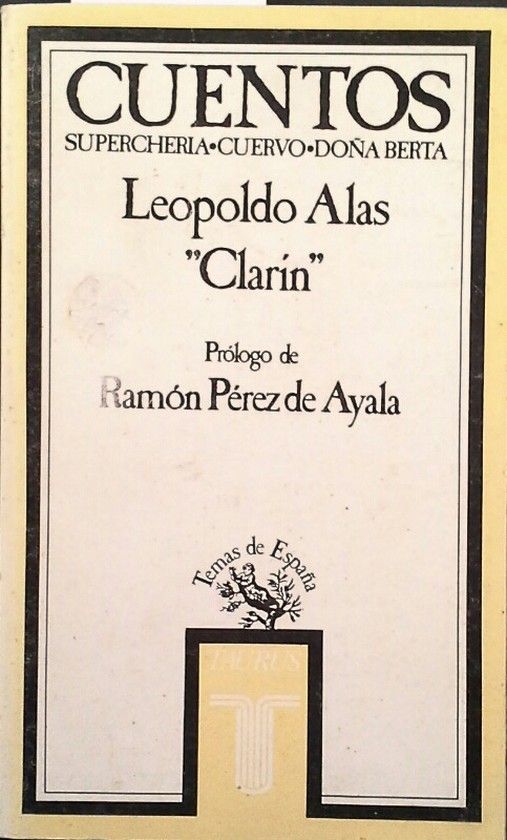 CUENTOS
SUPERCHERIA•CUERVO•DOÑA BERTA
Leopoldo Alas
"Clarín"
Prólogo de
Ramón Pérez de Ayala
Temas de España
TAURUS